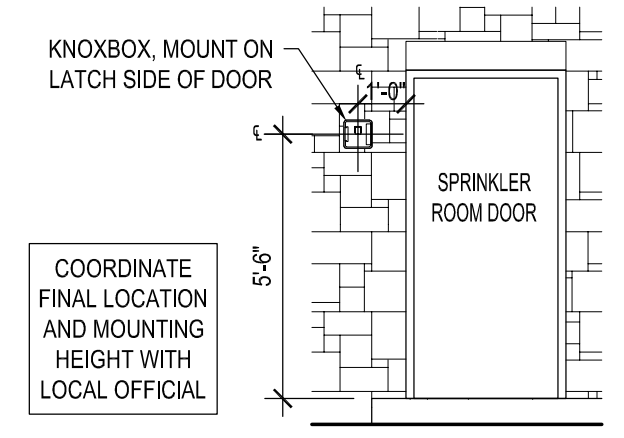 KNOXBOX, MOUNT ON
LATCH SIDE OF DOOR
℄
1'-0"
℄
SPRINKLER
ROOM DOOR
5'-6"
COORDINATE
FINAL LOCATION
AND MOUNTING
HEIGHT WITH
LOCAL OFFICIAL